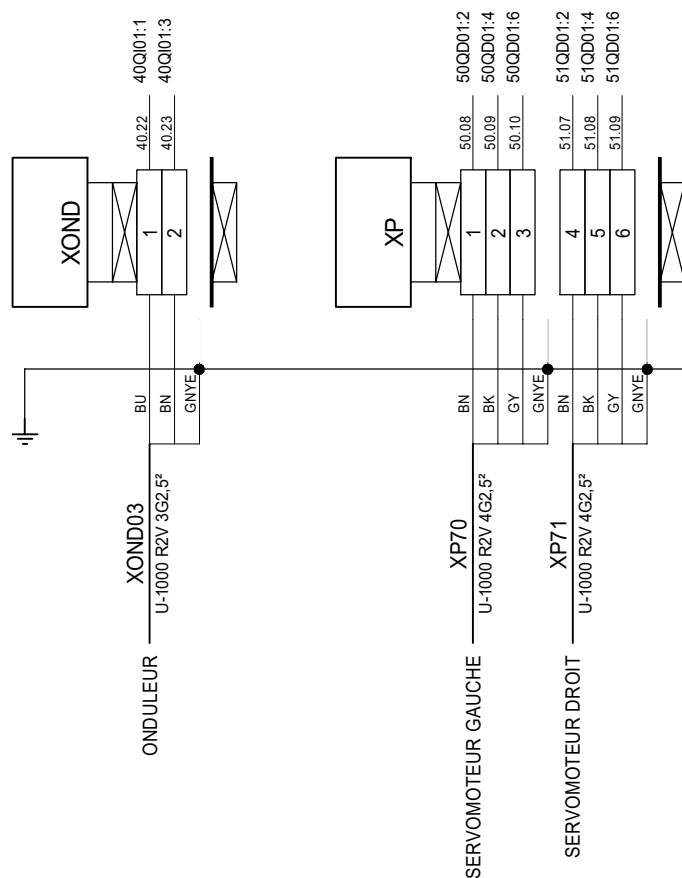 XOND
40QI01:1
40QI01:3
40.22
40.23
1
2
BU
BN
GNYE
XOND03
U-1000 R2V 3G2,5²
ONDULEUR
XP
50QD01:2
50QD01:4
50QD01:6
50.08
50.09
50.10
1
2
3
BN
BK
GY
GNYE
XP70
U-1000 R2V 4G2,5²
SERVOMOTEUR GAUCHE
51QD01:2
51QD01:4
51QD01:6
51.07
51.08
51.09
4
5
6
BN
BK
GY
GNYE
XP71
U-1000 R2V 4G2,5²
SERVOMOTEUR DROIT